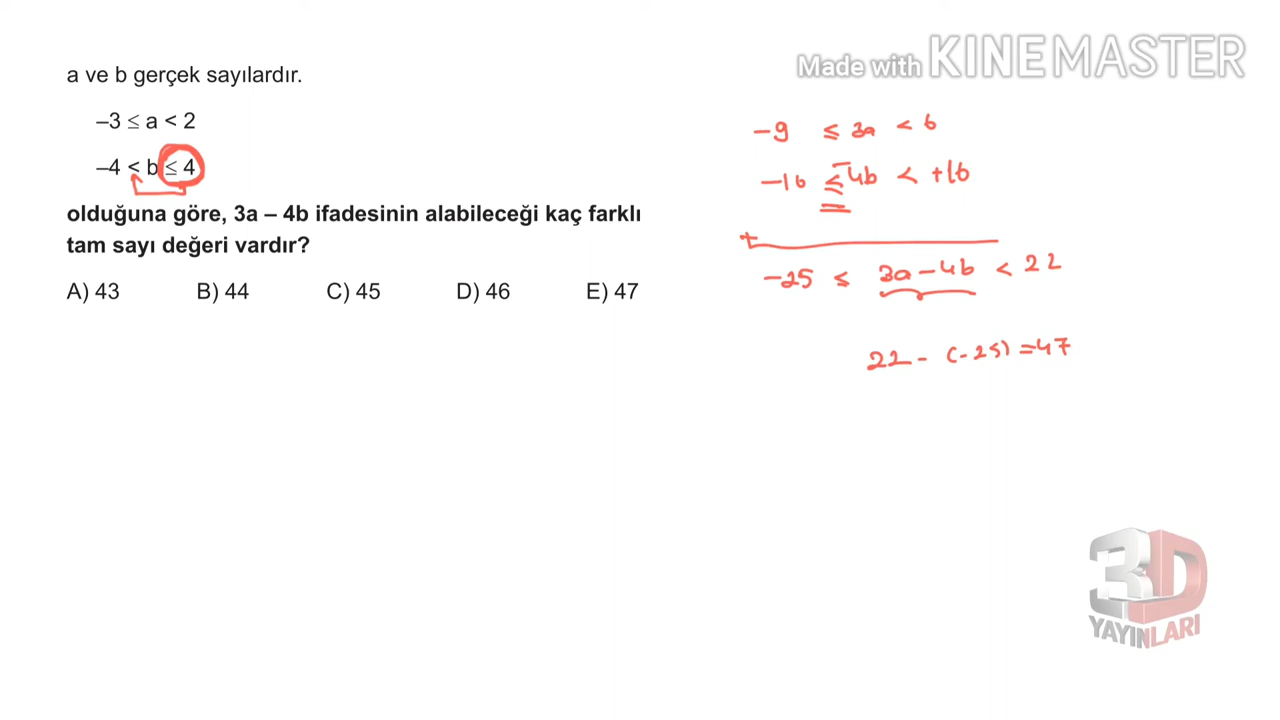 a ve b gerçek sayılardır.
–3 ≤ a < 2
–4 < b ≤ 4
olduğuna göre, 3a – 4b ifadesinin alabileceği kaç farklı
tam sayı değeri vardır?
A) 43 B) 44 C) 45 D) 46 E) 47
Made with KINEMASTER
-9 ≤ 3a < 6
-16 ≤ -4b < +16
+
-25 ≤ 3a-4b < 22
22 - (-25) = 47
3D
YAYINLARI